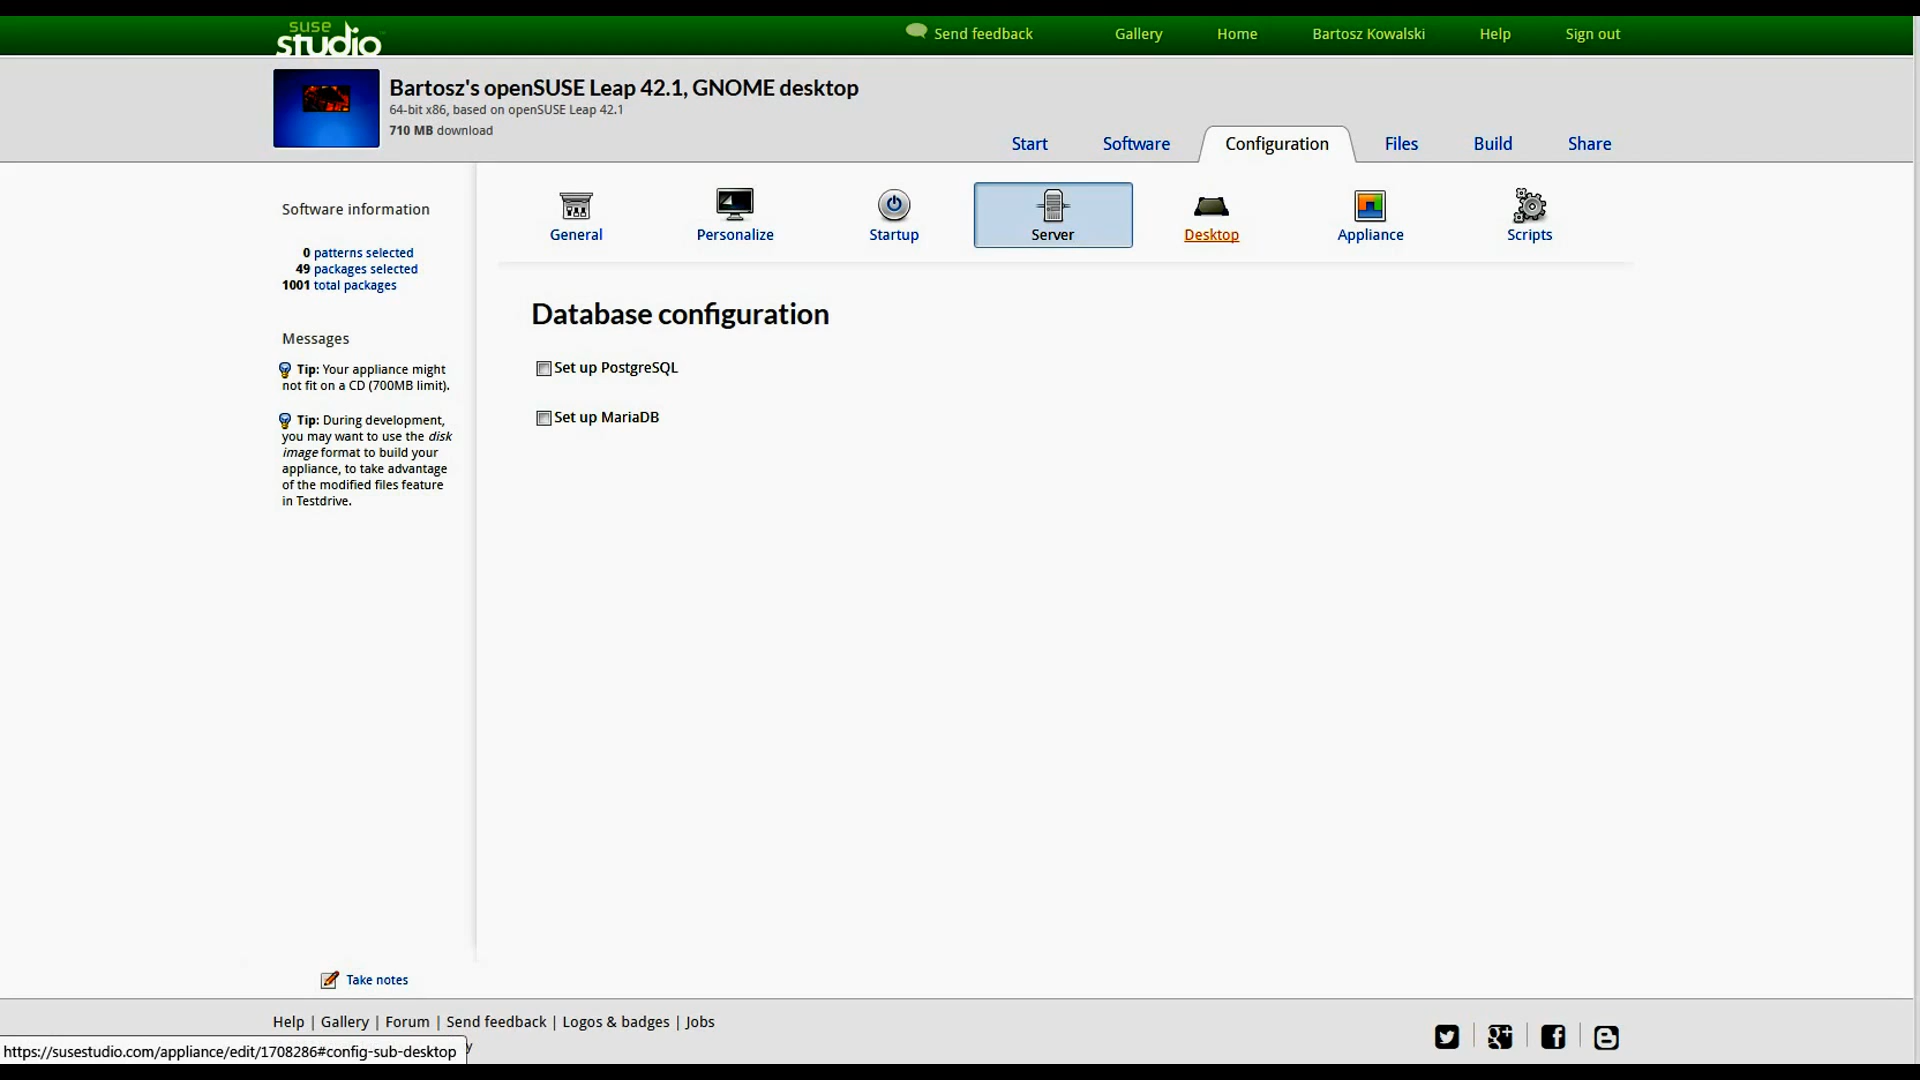 suse
studio
Send feedback
Gallery
Home
Bartosz Kowalski
Help
Sign out
Bartosz's openSUSE Leap 42.1, GNOME desktop
64-bit x86, based on openSUSE Leap 42.1
710 MB download
Start
Software
Configuration
Files
Build
Share
General
Personalize
Startup
Server
Desktop
Appliance
Scripts
Software information
0 patterns selected
49 packages selected
1001 total packages
Messages
Tip: Your appliance might
not fit on a CD (700MB limit).
Tip: During development,
you may want to use the disk
image format to build your
appliance, to take advantage
of the modified files feature
in Testdrive.
Database configuration
Set up PostgreSQL
Set up MariaDB
Take notes
Help | Gallery | Forum | Send feedback | Logos & badges | Jobs
https://susestudio.com/appliance/edit/1708286#config-sub-desktop